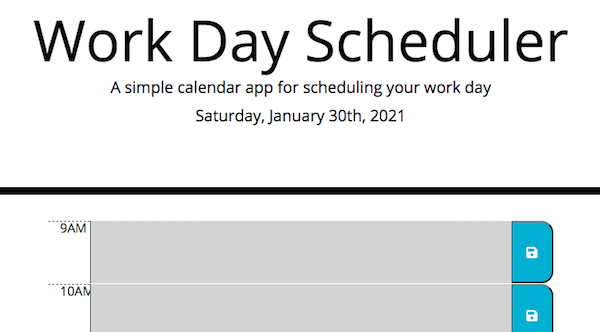 Work Day Scheduler
A simple calendar app for scheduling your work day
Saturday, January 30th, 2021
9AM
10AM